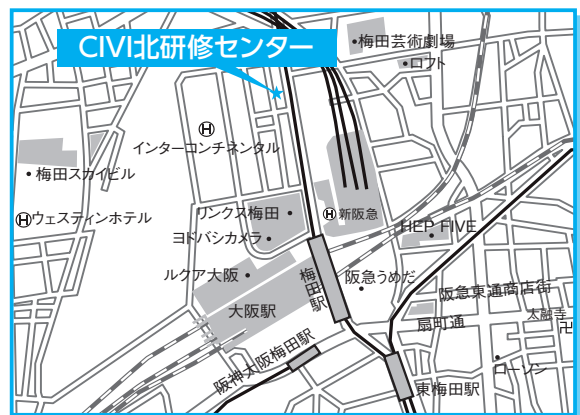 CIVI北研修センター
梅田芸術劇場
ロフト
H
インターコンチネンタル
梅田スカイビル
Hウェスティンホテル
リンクス梅田
H新阪急
ヨドバシカメラ
HEP FIVE
ルクア大阪
梅田駅
阪急うめだ
阪急東通商店街
大阪駅
扇町通
太融寺
卍
阪神大阪梅田駅
ローソン
東梅田駅